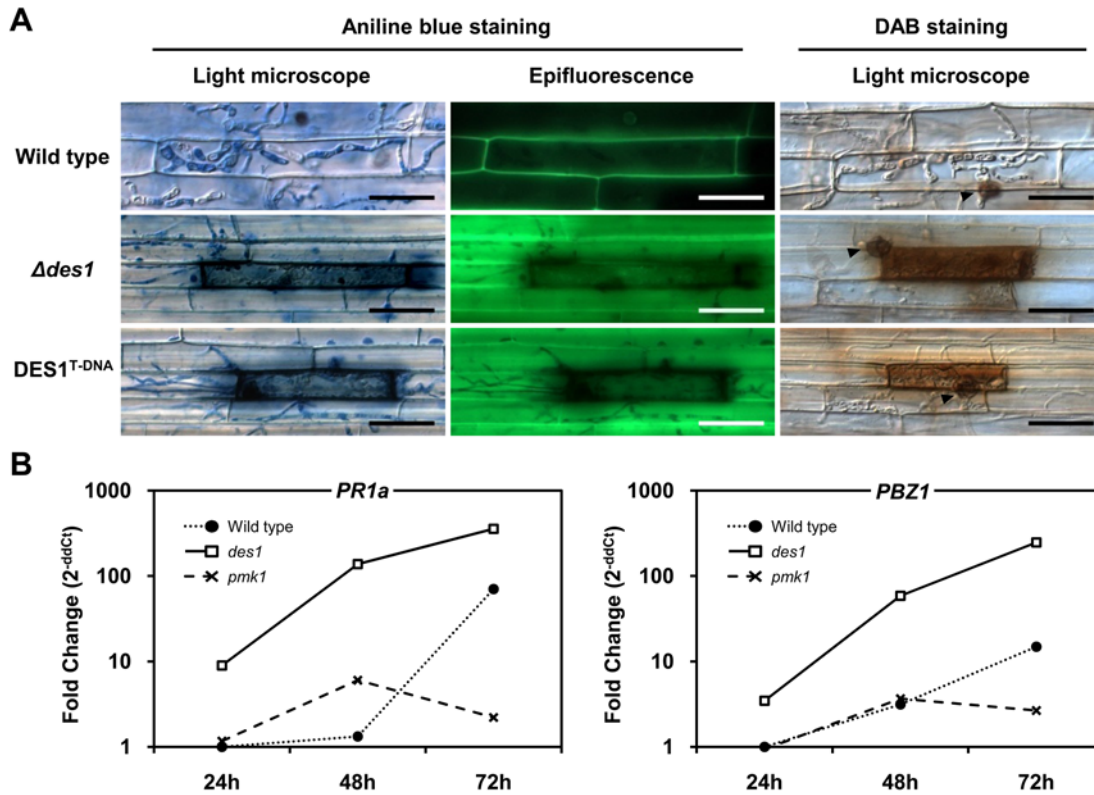 A
Aniline blue staining
DAB staining
Light microscope
Epifluorescence
Light microscope
Wild type
Δdes1
DES1T-DNA
B
PR1a
Fold Change (2-ddCt)
1000
100
10
1
Wild type
des1
pmk1
24h
48h
72h
PBZ1
Fold Change (2-ddCt)
1000
100
10
1
Wild type
des1
pmk1
24h
48h
72h